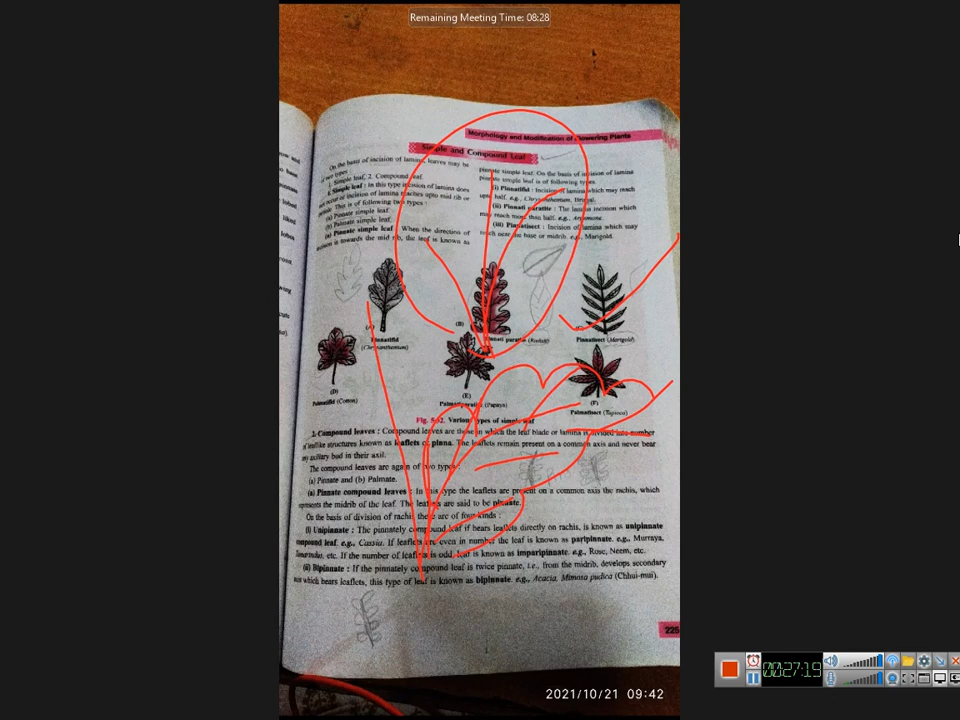 Remaining Meeting Time: 08:28
Morphology and Modification of Flowering Plants
Simple and Compound Leaf
On the basis of incision of lamina, leaves may be
two types :
1. Simple leaf, 2. Compound leaf.
1. Simple leaf : In this type incision of lamina does
not occur of incision of lamina reaches upto mid rib or
This is of following two types :
(a) Pinnate simple leaf.
(b) Palmate simple leaf.
(a) Pinnate simple leaf : When the direction of
incision is towards the mid rib, the leaf is known as
pinnate simple leaf. On the basis of incision of lamina
pinnate simple leaf is of following types.
(i) Pinnatifid : Incision of lamina which may reach
upto half. e.g., Chrysanthemum, Brinjal.
(ii) Pinnati paratite : The lamina incision which
may reach more than half. e.g.,
(iii) Pinnatisect : Incision of lamina which may
reach near the base or midrib. e.g., Marigold.
(A)
Pinnatifid
(Chrysanthemum)
(B)
Pinnati paratite (Radish)
(C)
Pinnatisect (Marigold)
(D)
Palmatifid (Cotton)
(E)
(Papaya)
(F)
Palmatisect (Tapioca)
Fig. Various types of simple leaf
2. Compound leaves : Compound leaves are those in which the leaf blade or lamina is divided into number
of leaflike structures known as leaflets or pinna. The leaflets remain present on a common axis and never bear
any axillary bud in their axil.
The compound leaves are again of two types :
(a) Pinnate and (b) Palmate.
(a) Pinnate compound leaves : In this type the leaflets are present on a common axis the rachis, which
represents the midrib of the leaf. The leaflets are said to be pinnate.
On the basis of division of rachis these are of four kinds :
(i) Unipinnate : The pinnately compound leaf if bears leaflets directly on rachis, is known as unipinnate
compound leaf. e.g., Cassia. If leaflets are even in number the leaf is known as paripinnate. e.g., Murraya,
etc. If the number of leaflets is odd, leaf is known as imparipinnate. e.g., Rose, Neem, etc.
(ii) Bipinnate : If the pinnately compound leaf is twice pinnate, i.e., from the midrib, develops secondary
axis which bears leaflets, this type of leaf is known as bipinnate. e.g., Acacia, Mimosa pudica (Chhui-mui).
225
2021/10/21 09:42
00:27:19